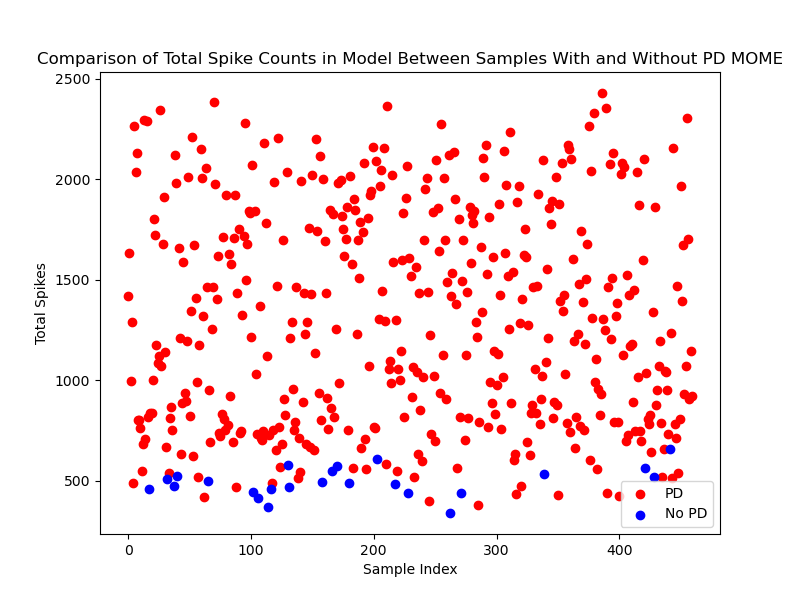 Comparison of Total Spike Counts in Model Between Samples With and Without PD MOME
2500
2000
1500
1000
500
Total Spikes
0 100 200 300 400
Sample Index
PD
No PD